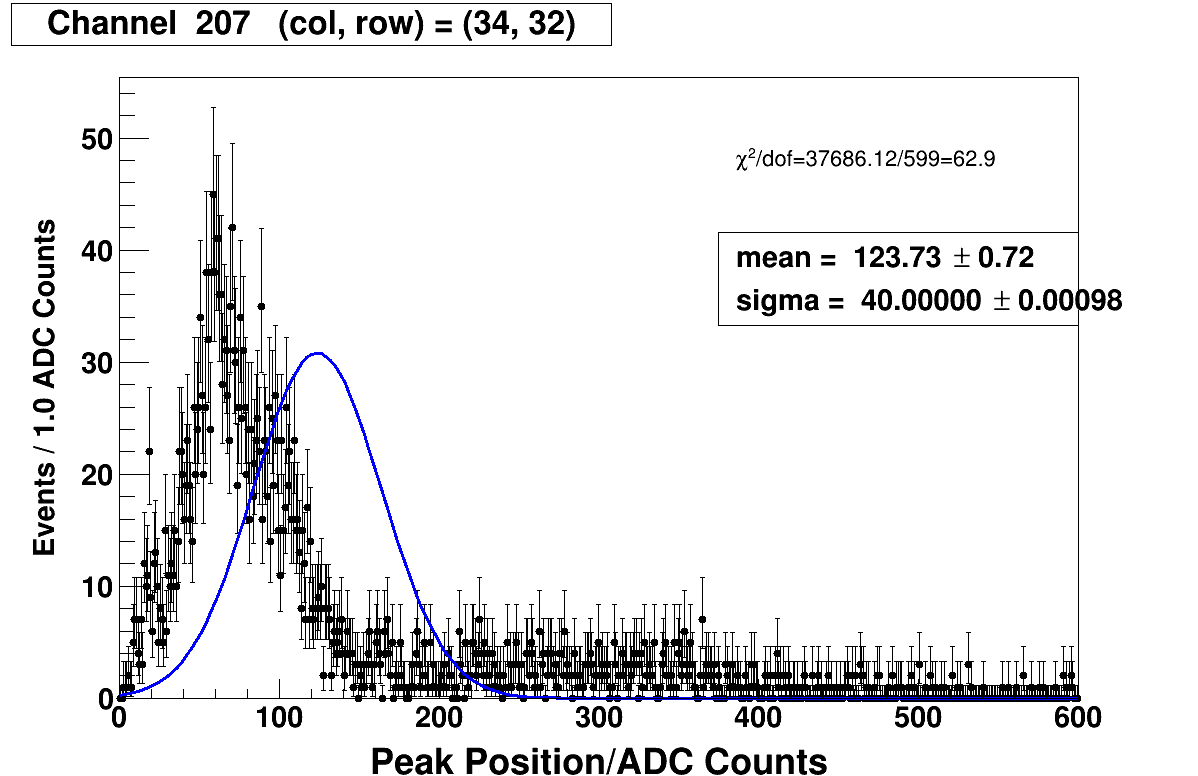 Channel 207 (col, row) = (34, 32)
χ²/dof=37686.12/599=62.9
mean = 123.73 ± 0.72
sigma = 40.00000 ± 0.00098
Events / 1.0 ADC Counts
50
40
30
20
10
0
0 100 200 300 400 500 600
Peak Position/ADC Counts